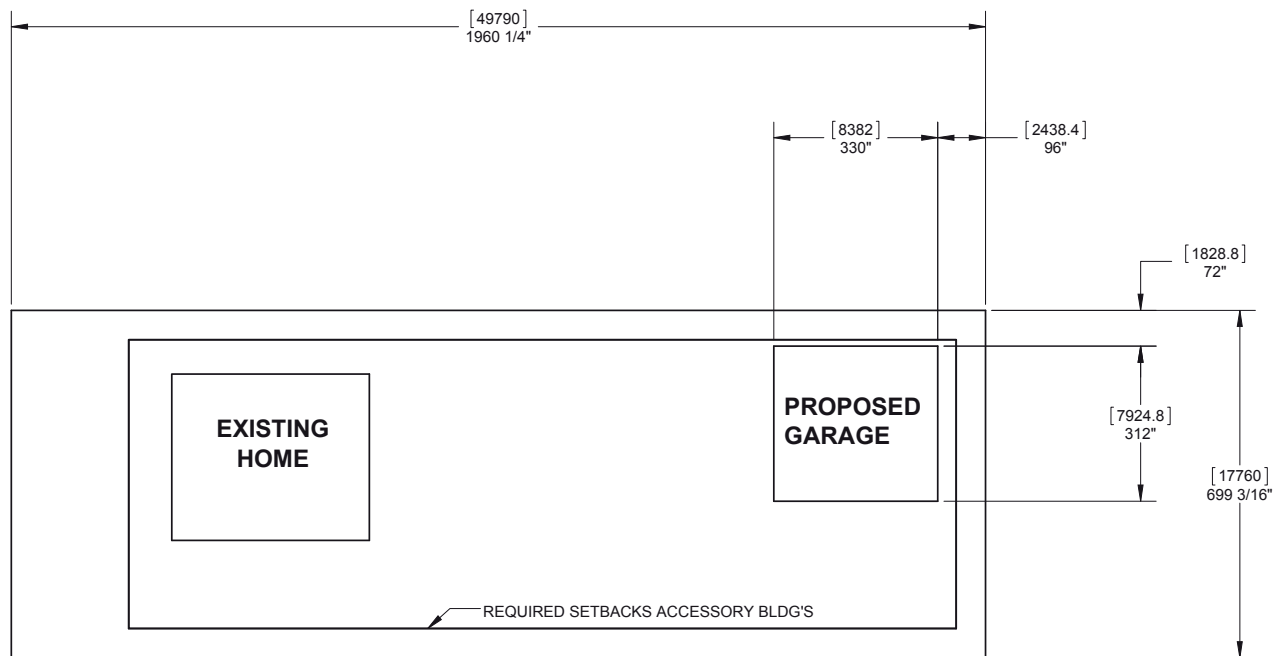 [49790]
1960 1/4"
[8382]
330"
[2438.4]
96"
[1828.8]
72"
EXISTING
HOME
PROPOSED
GARAGE
[7924.8]
312"
[17760]
699 3/16"
REQUIRED SETBACKS ACCESSORY BLDG'S